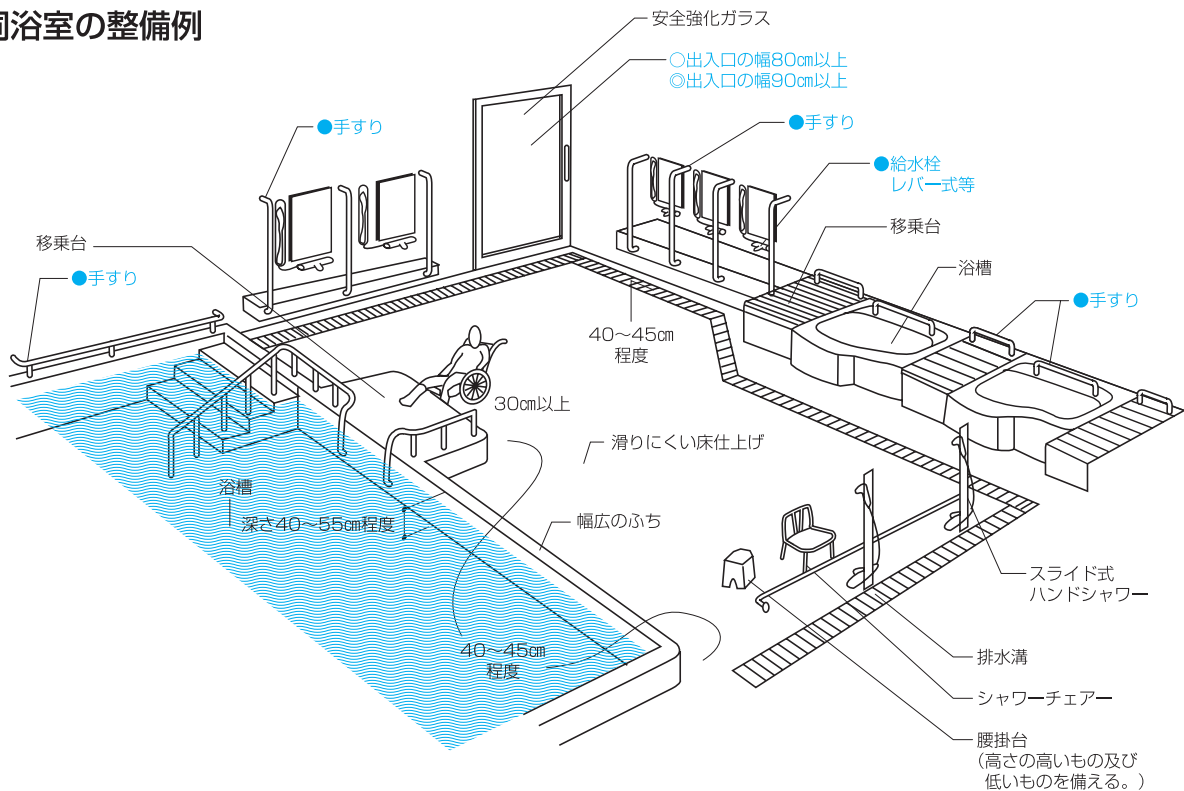 同浴室の整備例
安全強化ガラス
○出入口の幅80cm以上
◎出入口の幅90cm以上
●手すり
●手すり
●給水栓
レバー式等
移乗台
移乗台
●手すり
浴槽
●手すり
40〜45cm
程度
30cm以上
滑りにくい床仕上げ
浴槽
深さ40〜55cm程度
幅広のふち
スライド式
ハンドシャワー
40〜45cm
程度
排水溝
シャワーチェアー
腰掛台
（高さの高いもの及び
低いものを備える。）